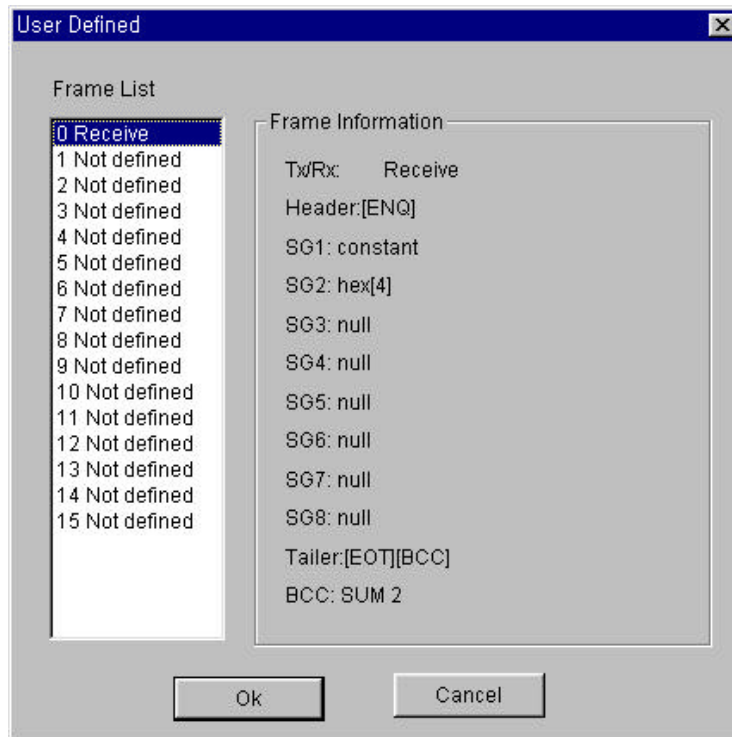 User Defined
Frame List
0 Receive
1 Not defined
2 Not defined
3 Not defined
4 Not defined
5 Not defined
6 Not defined
7 Not defined
8 Not defined
9 Not defined
10 Not defined
11 Not defined
12 Not defined
13 Not defined
14 Not defined
15 Not defined
Frame Information
Tx/Rx: Receive
Header:[ENQ]
SG1: constant
SG2: hex[4]
SG3: null
SG4: null
SG5: null
SG6: null
SG7: null
SG8: null
Tailer:[EOT][BCC]
BCC: SUM 2
Ok
Cancel